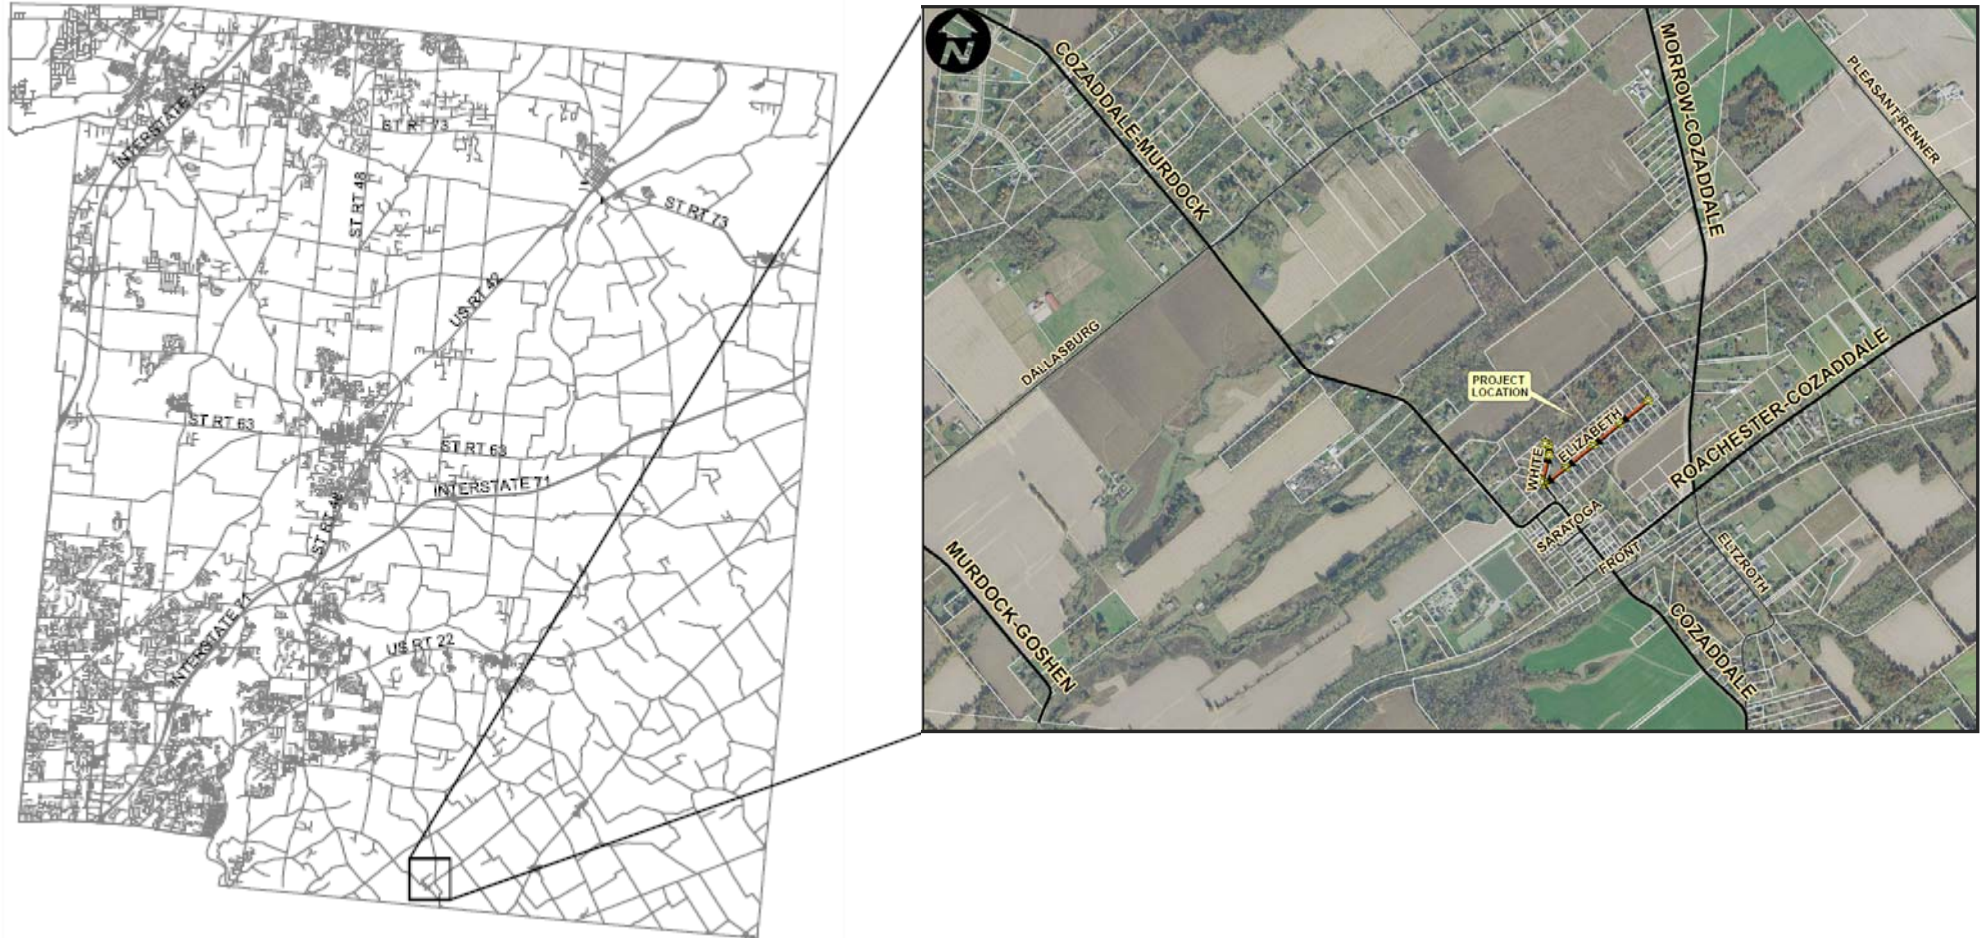 INTERSTATE 75
ST RT 73
ST RT 48
ST RT 73
US RT 42
ST RT 63
ST RT 63
INTERSTATE 71
ST RT 48
INTERSTATE 71
US RT 22
N
COZADDALE-MURDOCK
MORROW-COZADDALE
PLEASANT-RENNER
DALLASBURG
PROJECT
LOCATION
ELIZABETH
WHITE
ROACHESTER-COZADDALE
SARATOGA
FRONT
ELTZROTH
MURDOCK-GOSHEN
COZADDALE